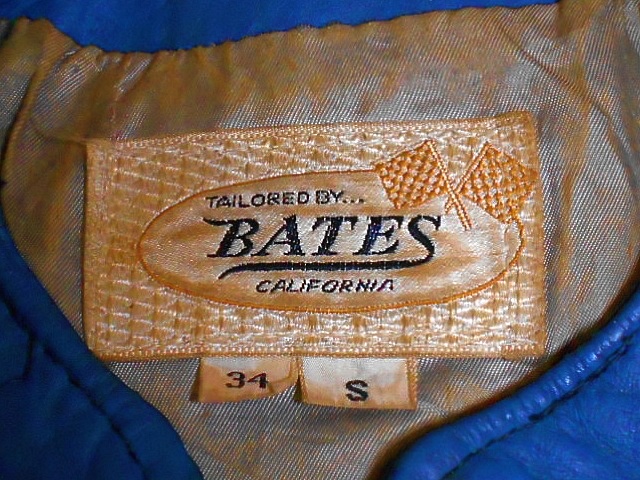 TAILORED BY...
BATES
CALIFORNIA
34
S